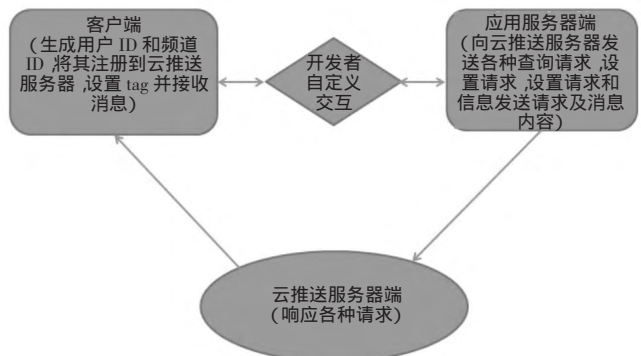 客户端
(生成用户 ID 和频道
ID ,将其注册到云推送
服务器 ,设置 tag 并接收
消息)
开发者
自定义
交互
应用服务器端
(向云推送服务器发
送各种查询请求 ,设
置请求 ,设置请求和
信息发送请求及消息
内容)
云推送服务器端
(响应各种请求)